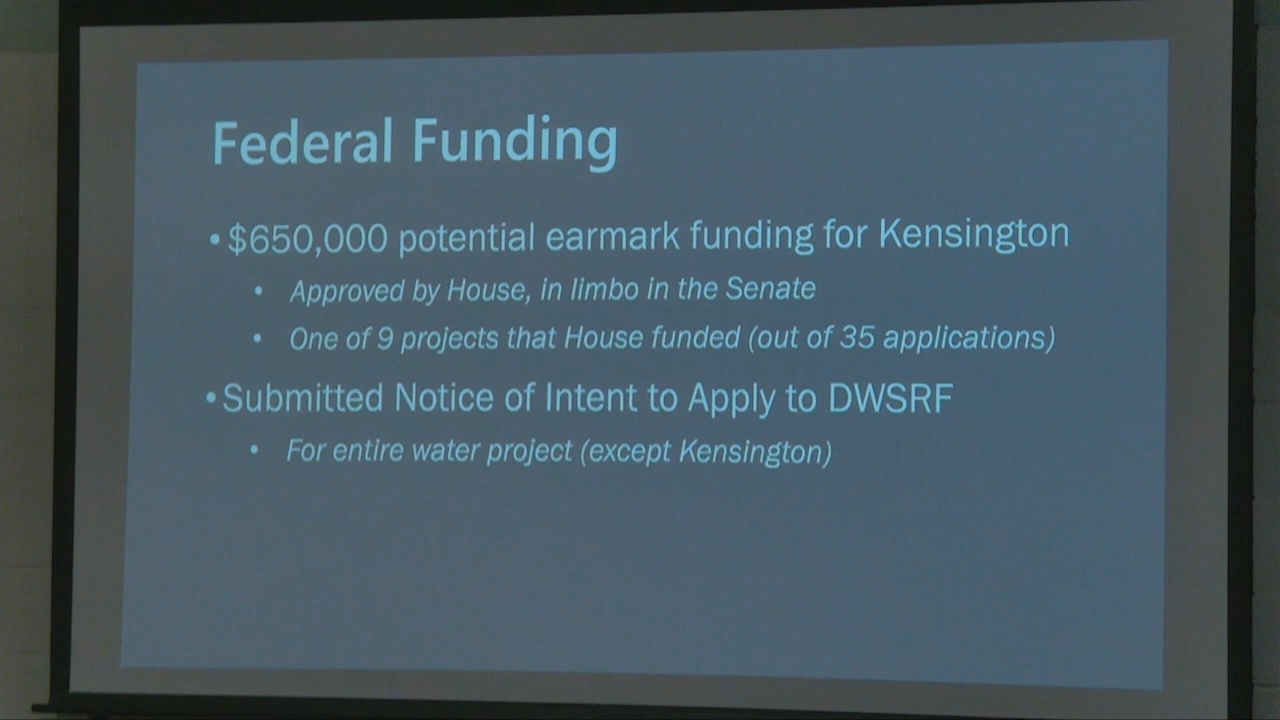 Federal Funding
• $650,000 potential earmark funding for Kensington
• Approved by House, in limbo in the Senate
• One of 9 projects that House funded (out of 35 applications)
• Submitted Notice of Intent to Apply to DWSRF
• For entire water project (except Kensington)